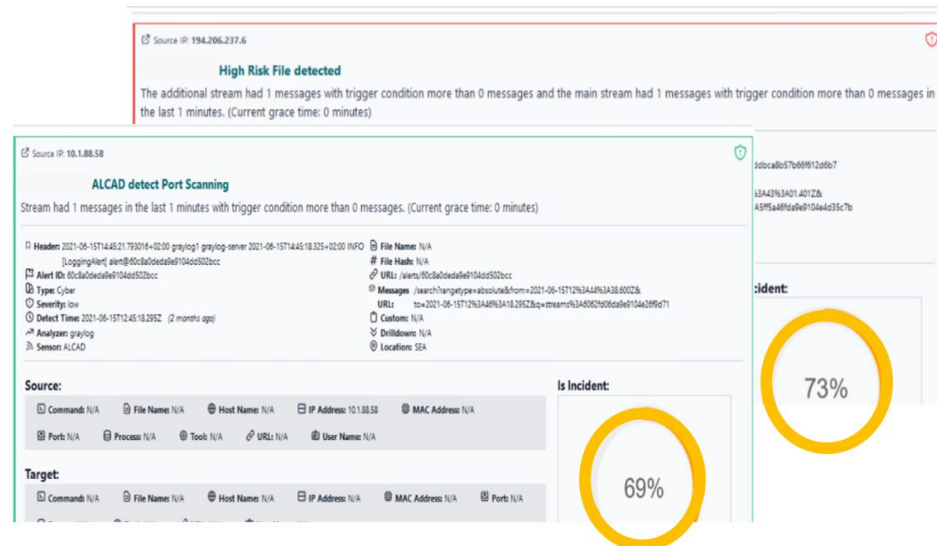 Source IP: 194.206.237.6
High Risk File detected
The additional stream had 1 messages with trigger condition more than 0 messages and the main stream had 1 messages with trigger condition more than 0 messages in
the last 1 minutes. (Current grace time: 0 minutes)
Source IP: 10.1.88.58
ALCAD detect Port Scanning
Stream had 1 messages in the last 1 minutes with trigger condition more than 0 messages. (Current grace time: 0 minutes)
Header: 2021-06-15T14:45:21.793016+02:00 graylog1 graylog-server 2021-06-15T14:45:18.325+02:00 INFO
[LoggingAlert] alert@60c8a0deda9e9104dd502bcc
Alert ID: 60c8a0deda9e9104dd502bcc
Type: Cyber
Severity: low
Detect Time: 2021-06-15T12:45:18.295Z (2 months ago)
Analyzer: graylog
Sensor: ALCAD
File Name: N/A
File Hash: N/A
URL: /alerts/60c8a0deda9e9104dd502bcc
Messages /search?rangetype=absolute&from=2021-06-15T12%3A44%3A38.600Z&
URL: to=2021-06-15T12%3A46%3A18.295Z&q=streams%3A6062fd06da9e9104e26f9d71
Custom: N/A
Drilldown: N/A
Location: SEA
Source:
Command: N/A File Name: N/A Host Name: N/A IP Address: 10.1.88.58 MAC Address: N/A
Port: N/A Process: N/A Tool: N/A URL: N/A User Name: N/A
Target:
Command: N/A File Name: N/A Host Name: N/A IP Address: N/A MAC Address: N/A Port: N/A
Is Incident:
69%
cident:
73%